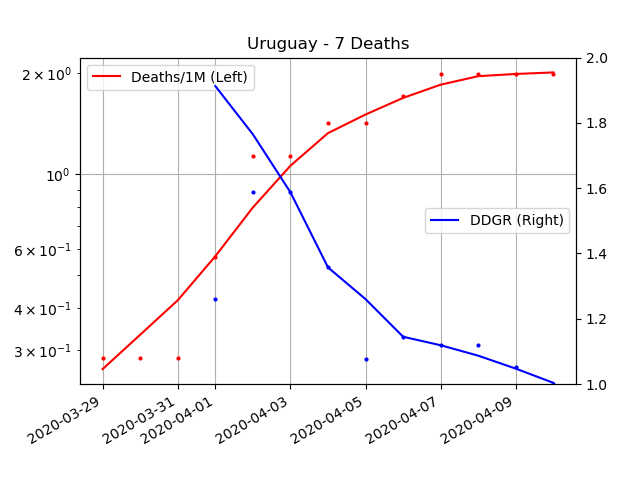 Uruguay - 7 Deaths
Deaths/1M (Left)
DDGR (Right)
2 × 10⁰
10⁰
6 × 10⁻¹
4 × 10⁻¹
3 × 10⁻¹
2.0
1.8
1.6
1.4
1.2
1.0
2020-03-29
2020-03-31
2020-04-01
2020-04-03
2020-04-05
2020-04-07
2020-04-09